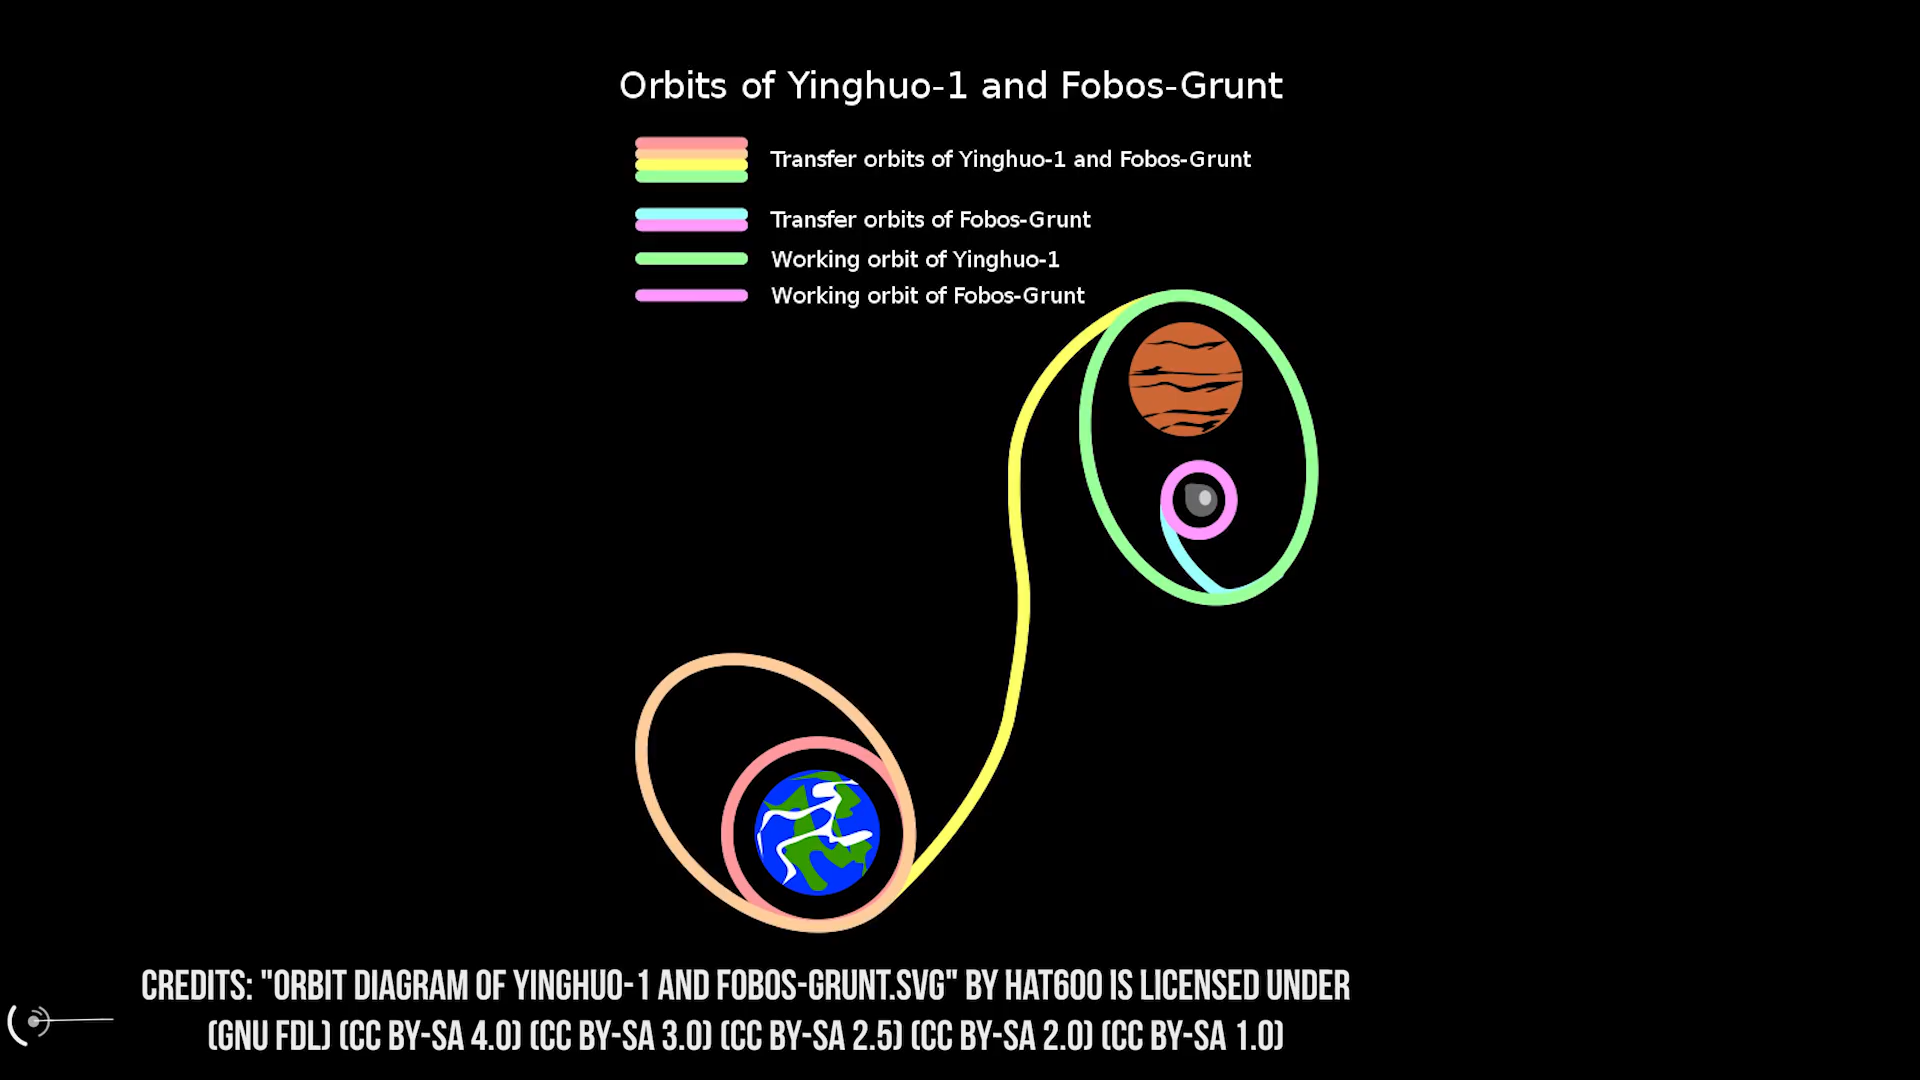 Orbits of Yinghuo-1 and Fobos-Grunt
Transfer orbits of Yinghuo-1 and Fobos-Grunt
Transfer orbits of Fobos-Grunt
Working orbit of Yinghuo-1
Working orbit of Fobos-Grunt
CREDITS: "ORBIT DIAGRAM OF YINGHUO-1 AND FOBOS-GRUNT.SVG" BY HAT600 IS LICENSED UNDER
(GNU FDL) (CC BY-SA 4.0) (CC BY-SA 3.0) (CC BY-SA 2.5) (CC BY-SA 2.0) (CC BY-SA 1.0)